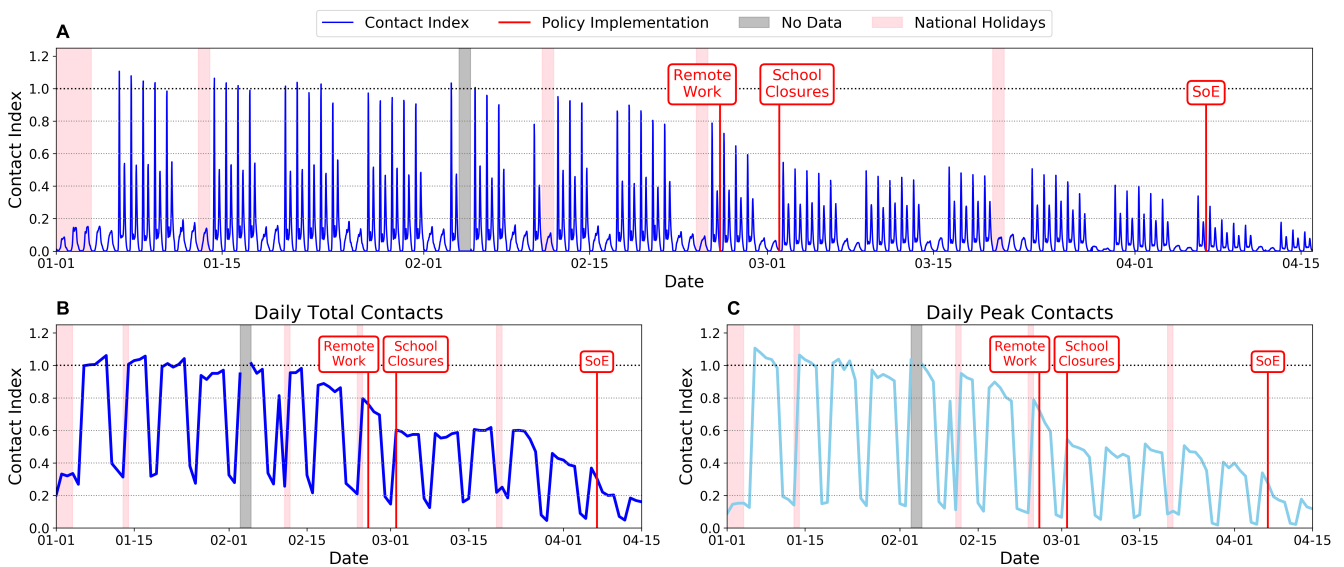 Contact Index Policy Implementation No Data National Holidays
A
1.2
1.0
0.8
0.6
0.4
0.2
0.0
Contact Index
Remote
Work
School
Closures
SoE
01-01 01-15 02-01 02-15 03-01 03-15 04-01 04-15
Date
B
Daily Total Contacts
1.2
1.0
0.8
0.6
0.4
0.2
0.0
Contact Index
Remote
Work
School
Closures
SoE
01-01 01-15 02-01 02-15 03-01 03-15 04-01 04-15
Date
C
Daily Peak Contacts
1.2
1.0
0.8
0.6
0.4
0.2
0.0
Contact Index
Remote
Work
School
Closures
SoE
01-01 01-15 02-01 02-15 03-01 03-15 04-01 04-15
Date